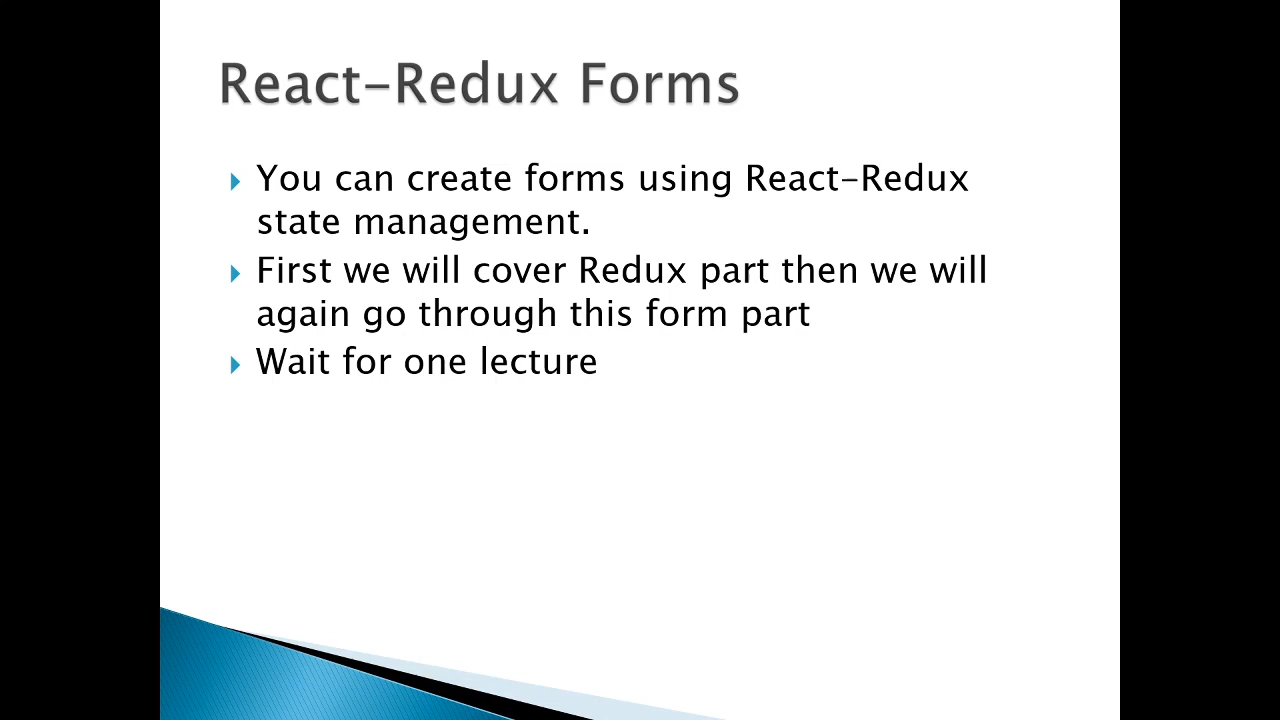 React-Redux Forms
You can create forms using React-Redux
state management.
First we will cover Redux part then we will
again go through this form part
Wait for one lecture